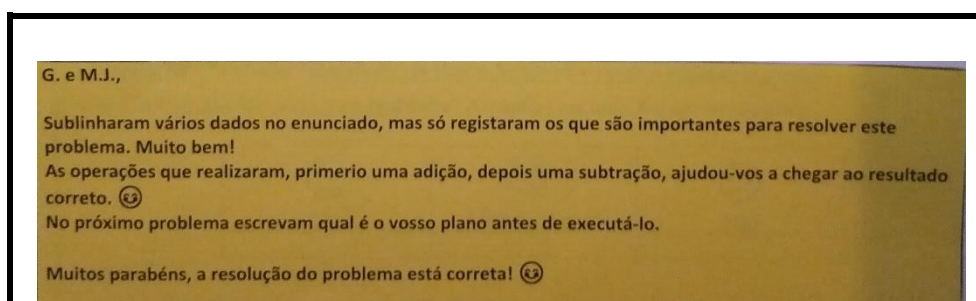 G. e M.J.,
Sublinharam vários dados no enunciado, mas só registaram os que são importantes para resolver este
problema. Muito bem!
As operações que realizaram, primerio uma adição, depois uma subtração, ajudou-vos a chegar ao resultado
correto. 😊
No próximo problema escrevam qual é o vosso plano antes de executá-lo.
Muitos parabéns, a resolução do problema está correta! 😊